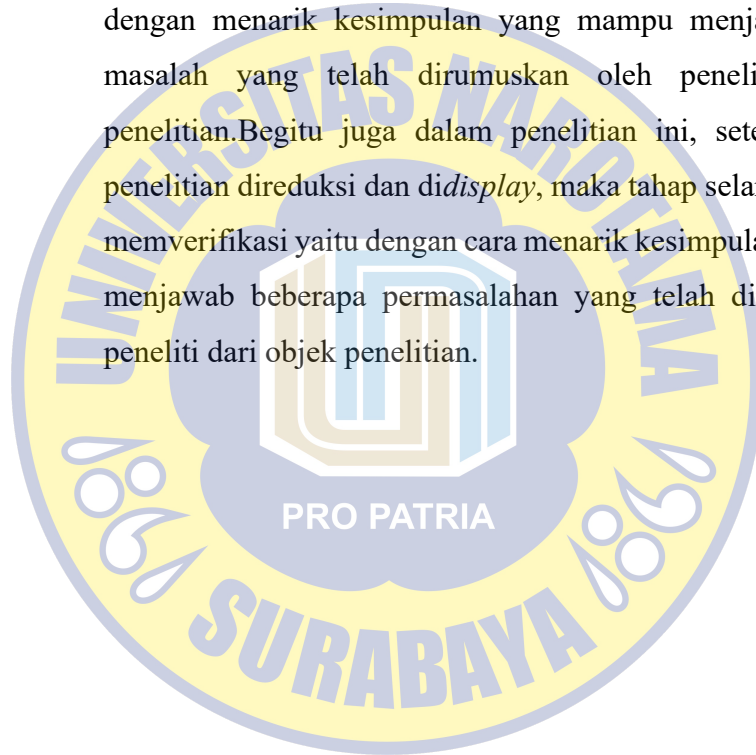 dengan menarik kesimpulan yang mampu menja
masalah yang telah dirumuskan oleh peneli
penelitian.Begitu juga dalam penelitian ini, sete
penelitian direduksi dan didisplay, maka tahap sela
memverifikasi yaitu dengan cara menarik kesimpula
menjawab beberapa permasalahan yang telah di
peneliti dari objek penelitian.
UNIVERSITAS NAROTAMA
PRO PATRIA
SURABAYA